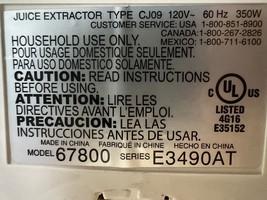 JUICE EXTRACTOR TYPE CJ09 120V~ 60 Hz 350W
CUSTOMER SERVICE: USA 1-800-851-8900
CANADA: 1-800-267-2826
HOUSEHOLD USE ONLY. MEXICO: 1-800-711-6100
POUR USAGE DOMESTIQUE SEULEMENT.
PARA USO DOMESTICO SOLAMENTE.
CAUTION: READ INSTRUCTIONS
BEFORE USING.
ATTENTION: LIRE LES
DIRECTIVES AVANT L'EMPLOI.
PRECAUCION: LEA LAS
INSTRUCCIONES ANTES DE USAR.
C UL US
LISTED
4G16
E35152
MADE IN CHINA FABRIQUÉ IN CHINE HECHO EN CHINA
MODEL 67800 SERIES E3490AT